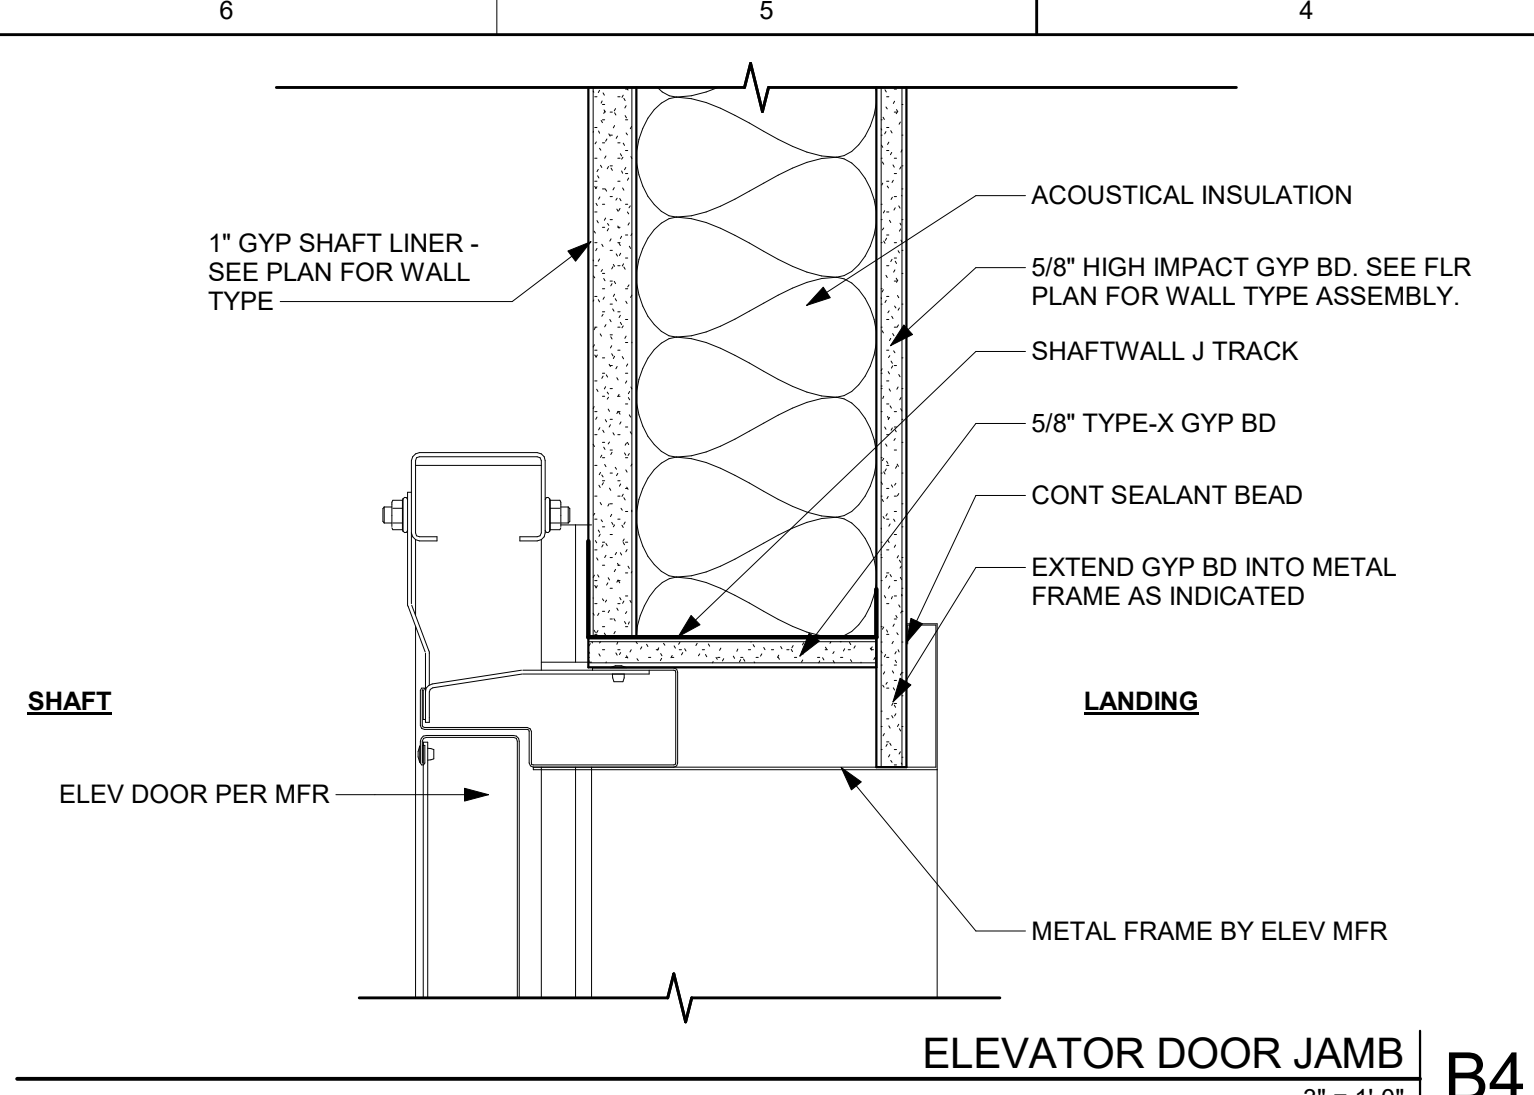 6
5
4
ACOUSTICAL INSULATION
1" GYP SHAFT LINER -
SEE PLAN FOR WALL
TYPE
5/8" HIGH IMPACT GYP BD. SEE FLR
PLAN FOR WALL TYPE ASSEMBLY.
SHAFTWALL J TRACK
5/8" TYPE-X GYP BD
CONT SEALANT BEAD
EXTEND GYP BD INTO METAL
FRAME AS INDICATED
SHAFT
LANDING
ELEV DOOR PER MFR
METAL FRAME BY ELEV MFR
ELEVATOR DOOR JAMB
B4
3" = 1'-0"